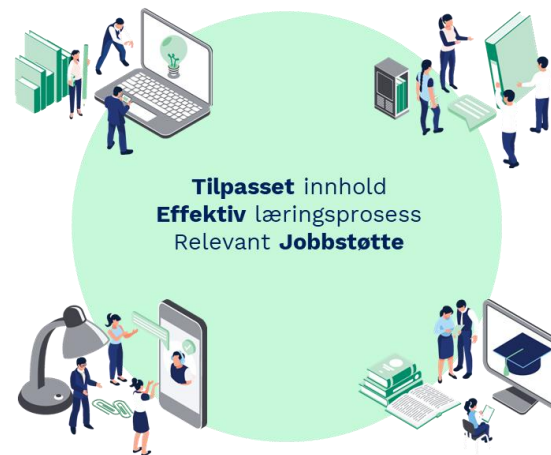 Tilpasset innhold
Effektiv læringsprosess
Relevant Jobbstøtte